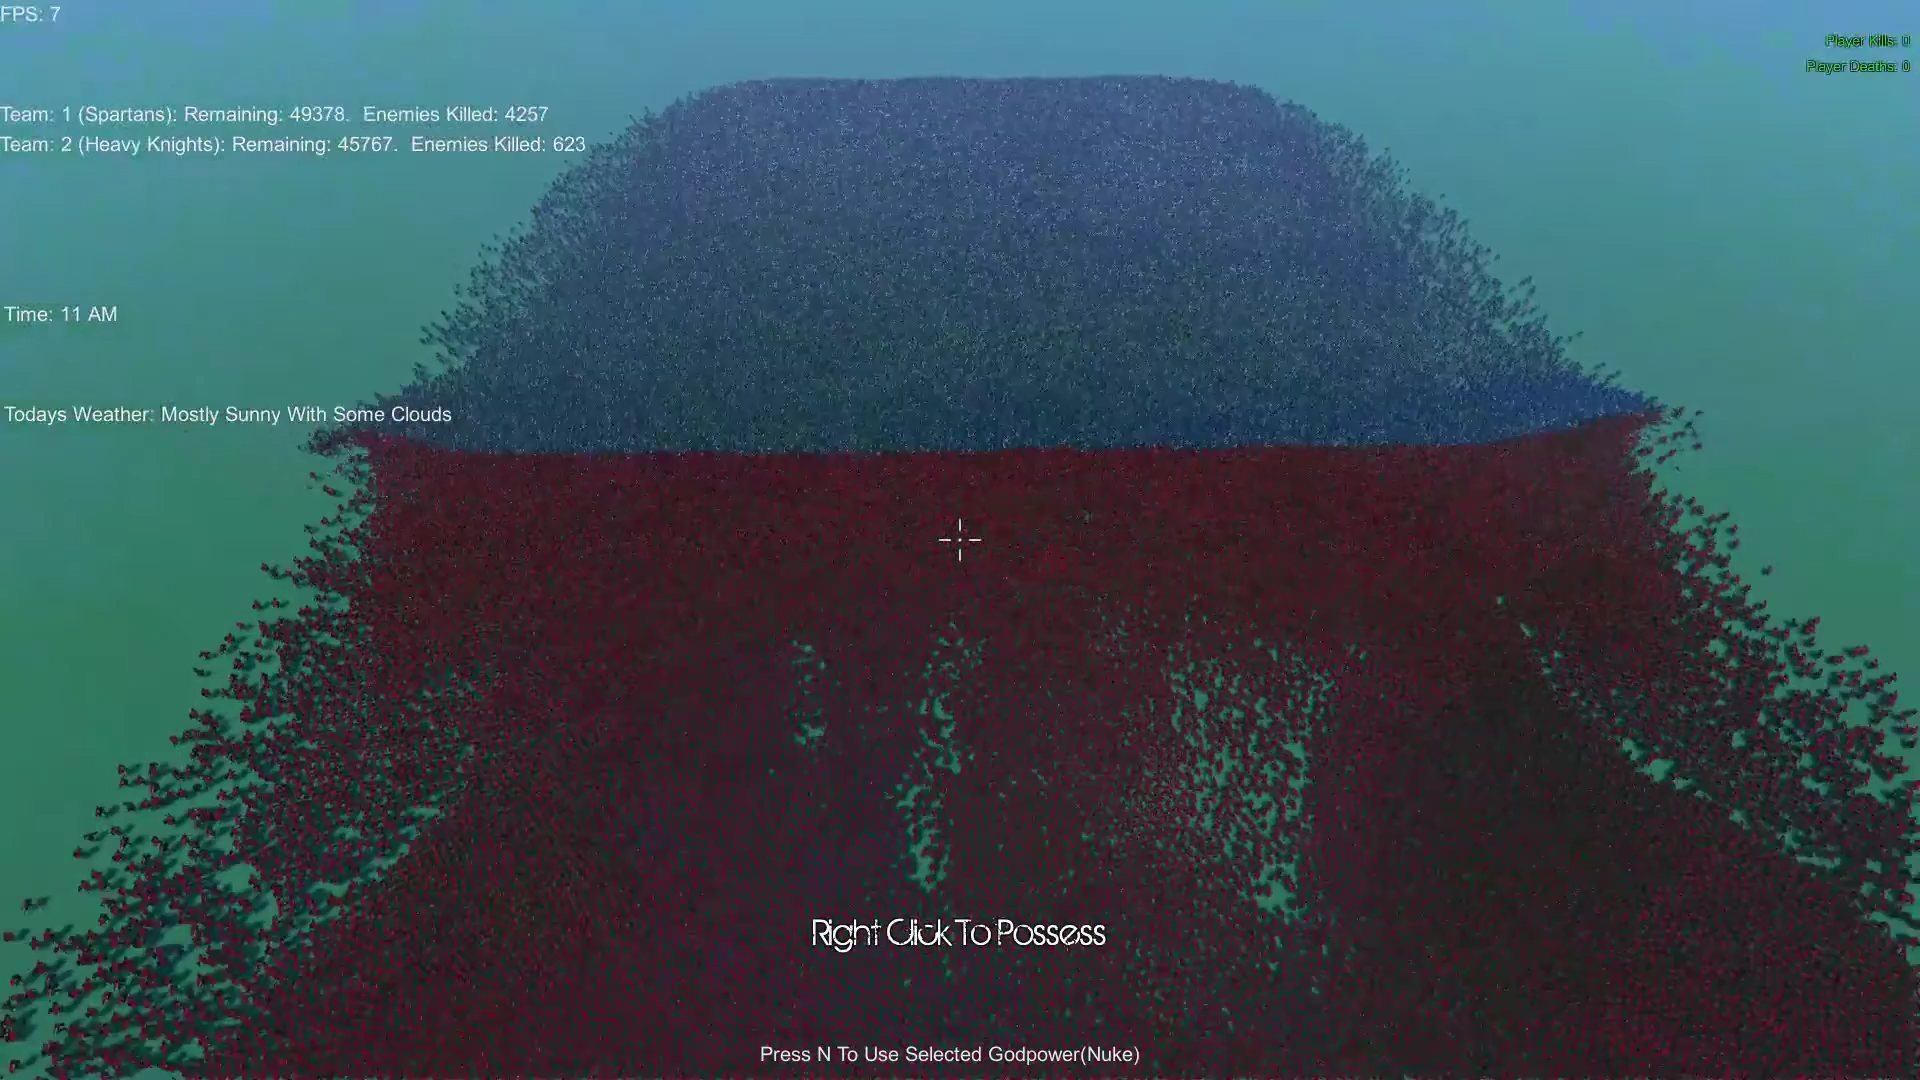 FPS: 7
Player Kills: 0
Player Deaths: 0
Team: 1 (Spartans): Remaining: 49378.  Enemies Killed: 4257
Team: 2 (Heavy Knights): Remaining: 45767.  Enemies Killed: 623
Time: 11 AM
Todays Weather: Mostly Sunny With Some Clouds
Right Click To Possess
Press N To Use Selected Godpower(Nuke)